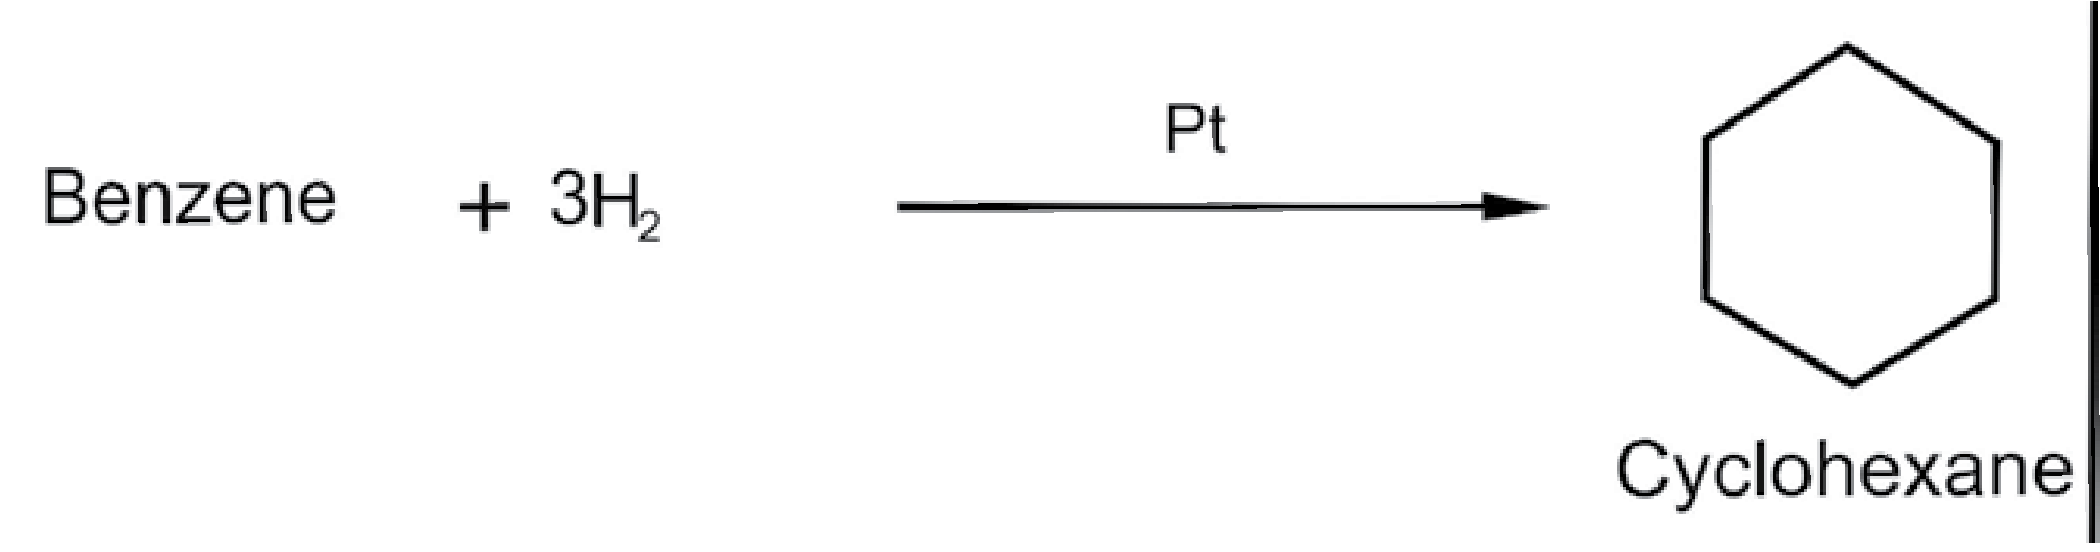 Benzene + 3H₂
Pt
Cyclohexane